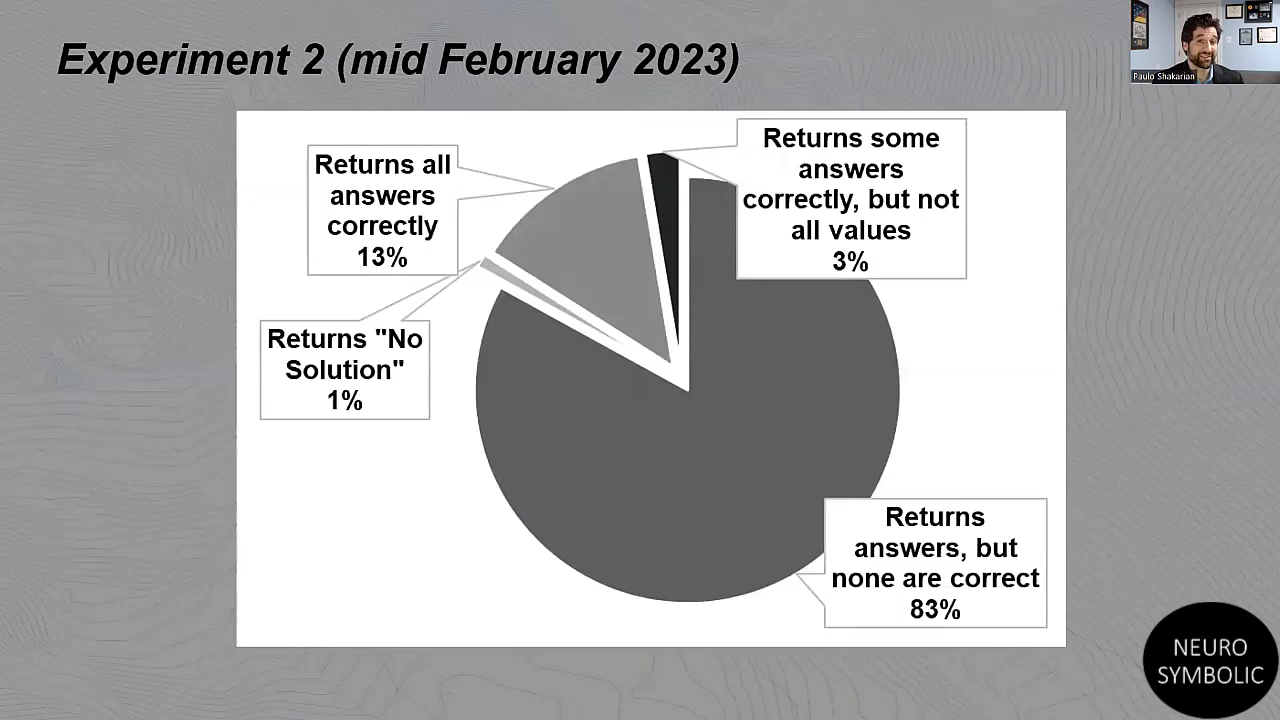 Experiment 2 (mid February 2023)
Paulo Shakarian
Returns all
answers
correctly
13%
Returns some
answers
correctly, but not
all values
3%
Returns "No
Solution"
1%
Returns
answers, but
none are correct
83%
NEURO
SYMBOLIC